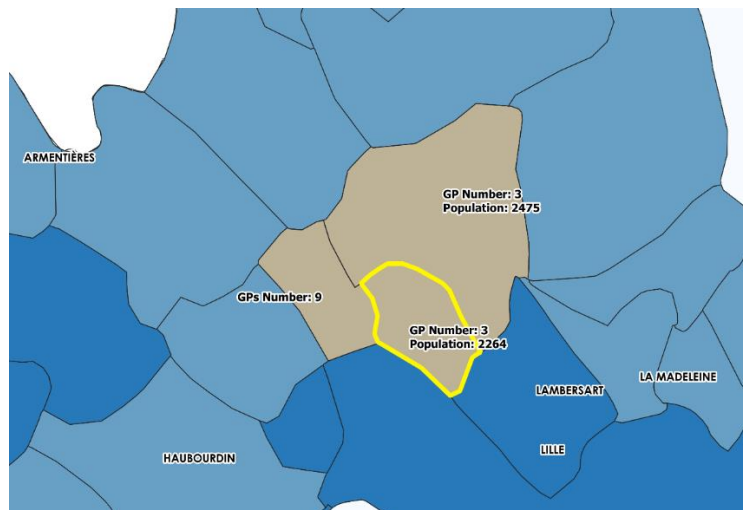 ARMENTIÈRES
GP Number: 3
Population: 2475
GPs Number: 9
GP Number: 3
Population: 2264
LA MADELEINE
LAMBERSART
HAUBOURDIN
LILLE